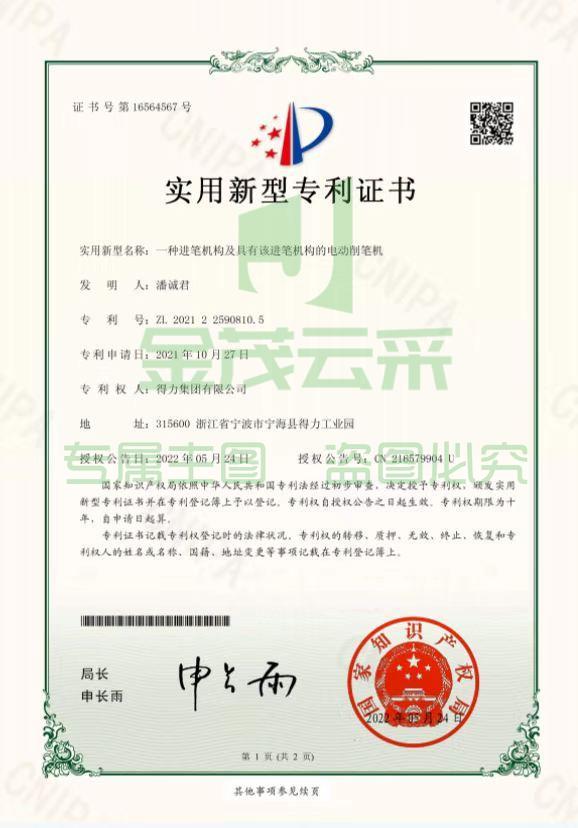 证书号第16564567号
实用新型专利证书
实用新型名称：一种进笔机构及具有该进笔机构的电动削笔机
发 明 人：潘诚君
专 利 号：ZL 2021 2 2590810.5
金茂云采
专利申请日：2021年10月27日
专 利 权 人：得力集团有限公司
地 址：315600 浙江省宁波市宁海县得力工业园
授权公告日：2022年05月24日 授权公告号：CN 216579904 U
专属主图 盗图必究
国家知识产权局依照中华人民共和国专利法经过初步审查，决定授予专利权，颁发实用
新型专利证书并在专利登记簿上予以登记。专利权自授权公告之日起生效。专利权期限为十
年，自申请日起算。
专利证书记载专利权登记时的法律状况。专利权的转移、质押、无效、终止、恢复和专
利权人的姓名或名称、国籍、地址变更等事项记载在专利登记簿上。
局长
申长雨
申长雨
国家知识产权局
2022年05月24日
第 1 页 (共 2 页)
其他事项参见续页
CNIPA
CNIPA
CNIPA
CNIPA
CNIPA